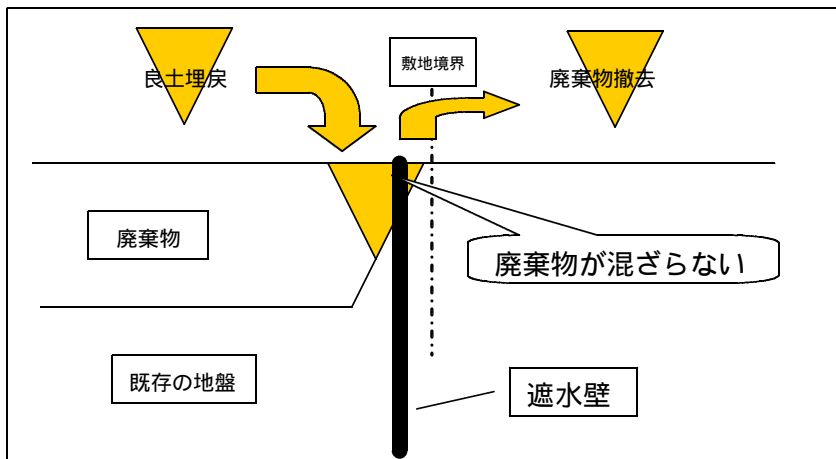 良土埋戻
敷地境界
廃棄物撤去
廃棄物
廃棄物が混ざらない
既存の地盤
遮水壁